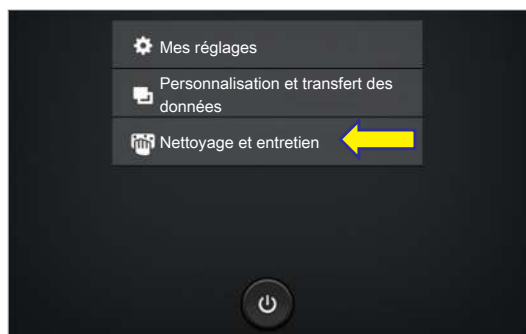 Mes réglages
Personnalisation et transfert des
données
Nettoyage et entretien